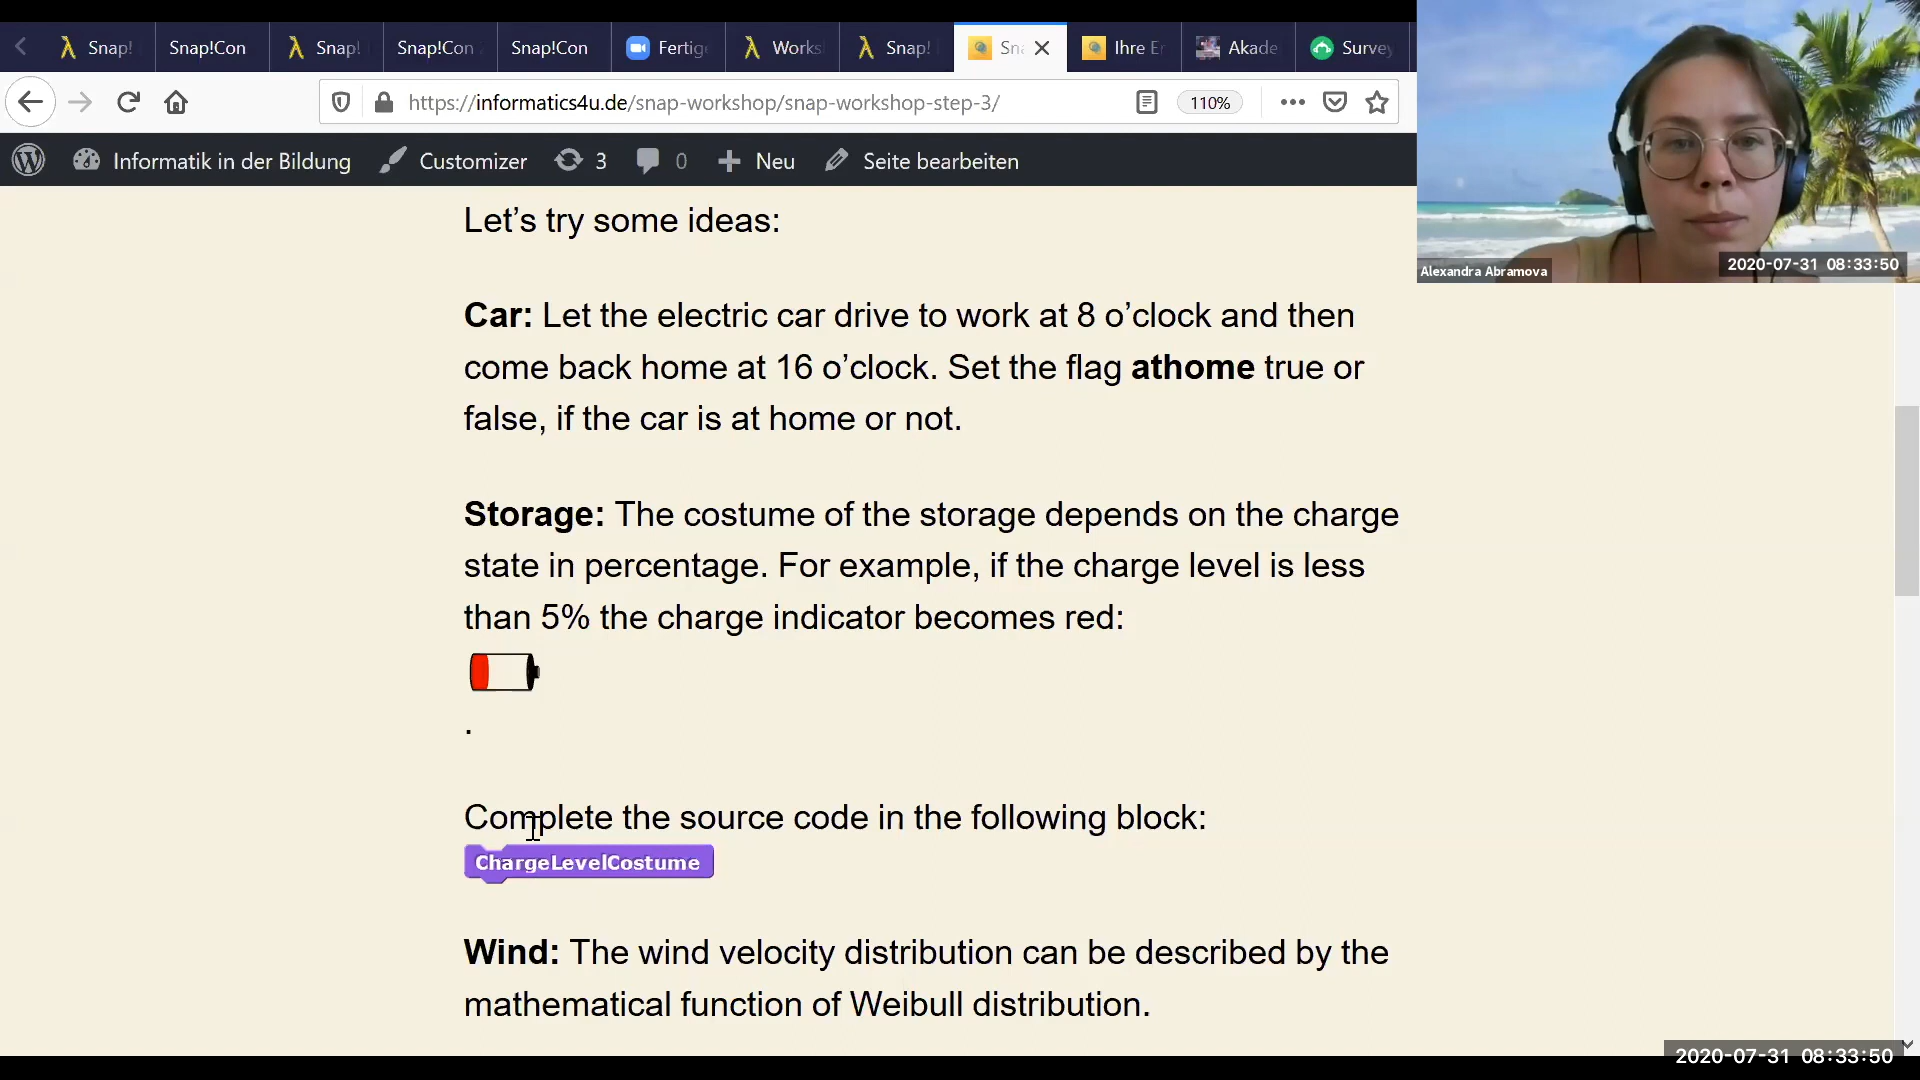 Snap!
Snap!Con
Snap!
Snap!Con
Snap!Con
Fertig
Works
Snap!
Sna
Ihre Er
Akade
Survey
https://informatics4u.de/snap-workshop/snap-workshop-step-3/
110%
Informatik in der Bildung
Customizer
3
0
Neu
Seite bearbeiten
Alexandra Abramova
2020-07-31 08:33:50
Let’s try some ideas:
Car: Let the electric car drive to work at 8 o’clock and then
come back home at 16 o’clock. Set the flag athome true or
false, if the car is at home or not.
Storage: The costume of the storage depends on the charge
state in percentage. For example, if the charge level is less
than 5% the charge indicator becomes red:
.
Complete the source code in the following block:
ChargeLevelCostume
Wind: The wind velocity distribution can be described by the
mathematical function of Weibull distribution.
2020-07-31 08:33:50